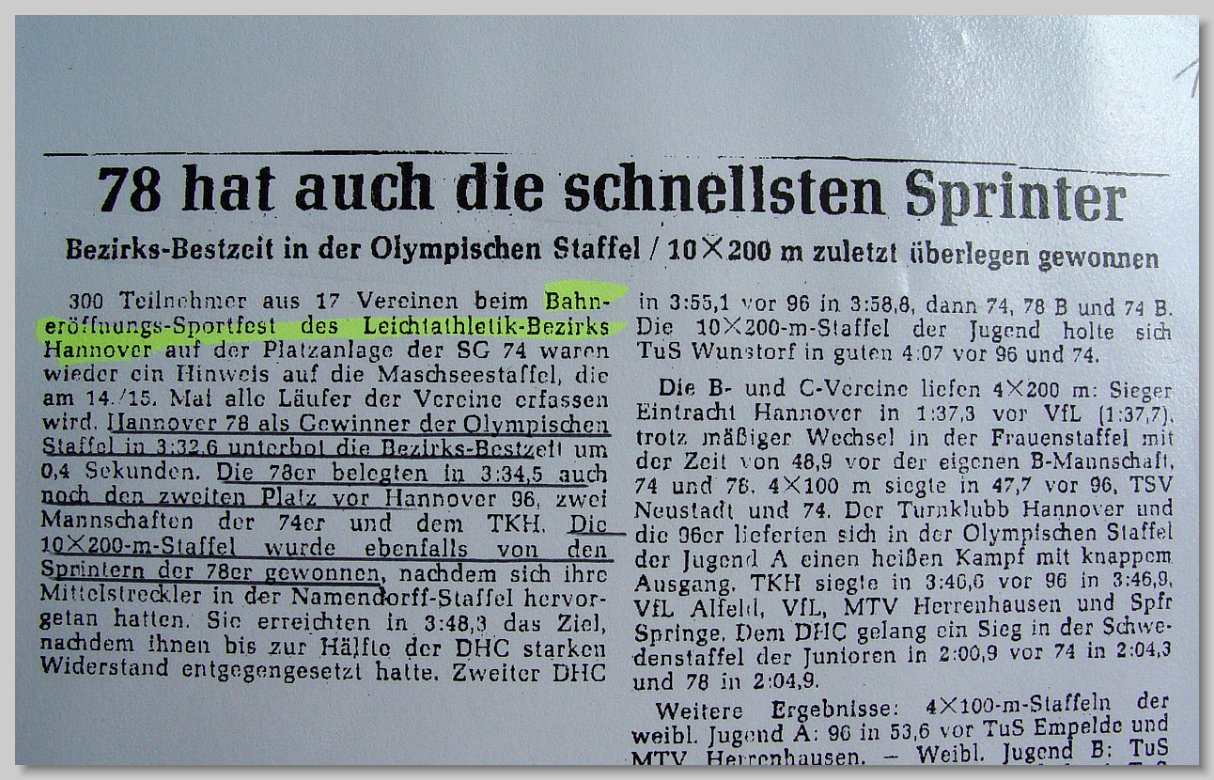 78 hat auch die schnellsten Sprinter
Bezirks-Bestzeit in der Olympischen Staffel / 10×200 m zuletzt überlegen gewonnen
300 Teilnehmer aus 17 Vereinen beim Bahn-
eröffnungs-Sportfest des Leichtathletik-Bezirks
Hannover auf der Platzanlage der SG 74 waren
wieder ein Hinweis auf die Maschseestaffel, die
am 14./15. Mai alle Läufer der Vereine erfassen
wird. Hannover 78 als Gewinner der Olympischen
Staffel in 3:32,6 unterbot die Bezirks-Bestzeit um
0,4 Sekunden. Die 78er belegten in 3:34,5 auch
noch den zweiten Platz vor Hannover 96, zwei
Mannschaften der 74er und dem TKH. Die
10×200-m-Staffel wurde ebenfalls von den
Sprintern der 78er gewonnen, nachdem sich ihre
Mittelstreckler in der Namendorff-Staffel hervor-
getan hatten. Sie erreichten in 3:48,3 das Ziel,
nachdem ihnen bis zur Hälfte der DHC starken
Widerstand entgegengesetzt hatte. Zweiter DHC
in 3:55,1 vor 96 in 3:58,8, dann 74, 78 B und 74 B.
Die 10×200-m-Staffel der Jugend holte sich
TuS Wunstorf in guten 4:07 vor 96 und 74.
Die B- und C-Vereine liefen 4×200 m: Sieger
Eintracht Hannover in 1:37,3 vor VfL (1:37,7).
trotz mäßiger Wechsel in der Frauenstaffel mit
der Zeit von 48,9 vor der eigenen B-Mannschaft,
74 und 78. 4×100 m siegte in 47,7 vor 96, TSV
Neustadt und 74. Der Turnklubb Hannover und
die 96er lieferten sich in der Olympischen Staffel
der Jugend A einen heißen Kampf mit knappem
Ausgang. TKH siegte in 3:46,6 vor 96 in 3:46,9,
VfL Alfeld, VfL, MTV Herrenhausen und Spfr
Springe. Dem DHC gelang ein Sieg in der Schwe-
denstaffel der Junioren in 2:00,9 vor 74 in 2:04,3
und 78 in 2:04,9.
Weitere Ergebnisse: 4×100-m-Staffeln der
weibl. Jugend A: 96 in 53,6 vor TuS Empelde und
MTV Herrenhausen. — Weibl. Jugend B: TuS